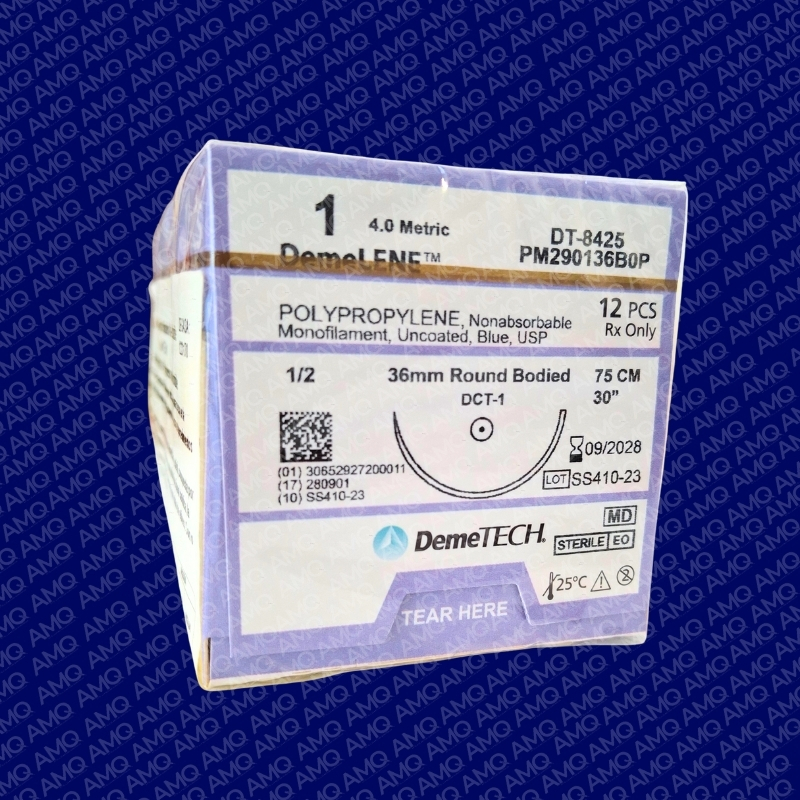 1 4.0 Metric
DemeLENE™
DT-8425
PM290136B0P
POLYPROPYLENE, Nonabsorbable
Monofilament, Uncoated, Blue, USP
12 PCS
Rx Only
1/2 36mm Round Bodied 75 CM
DCT-1 30”
(01) 30652927200011
(17) 280901
(10) SS410-23
09/2028
LOT SS410-23
DemeTECH®
MD
STERILE EO
25°C
2
TEAR HERE
AMQ